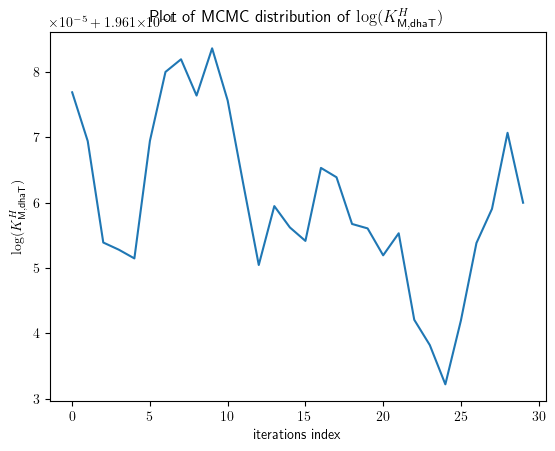 Plot of MCMC distribution of log(K^H_M,dhaT)
×10−5 + 1.961×10
8
7
6
5
4
3
log(K^H_M,dhaT)
0 5 10 15 20 25 30
iterations index